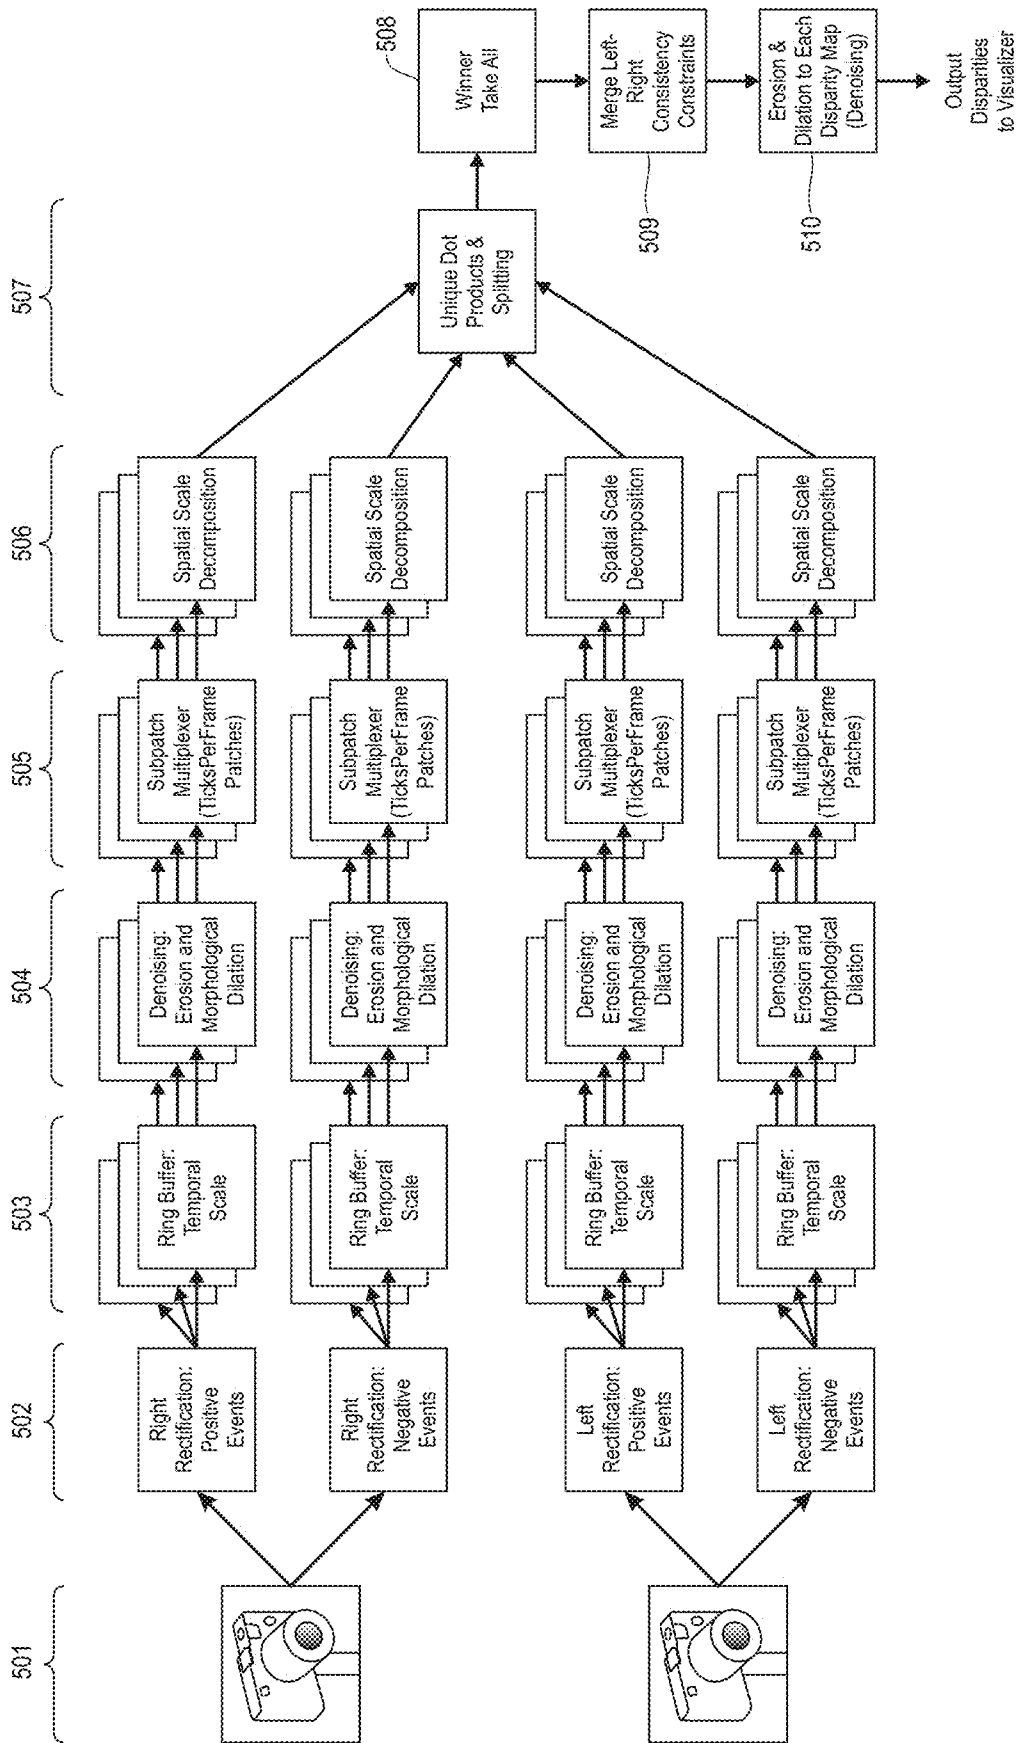 501
502
503
504
505
506
507
Right
Rectification:
Positive
Events
Ring Buffer:
Temporal
Scale
Denoising:
Erosion and
Morphological
Dilation
Subpatch
Multiplexer
(TicksPerFrame
Patches)
Spatial Scale
Decomposition
Right
Rectification:
Negative
Events
Ring Buffer:
Temporal
Scale
Denoising:
Erosion and
Morphological
Dilation
Subpatch
Multiplexer
(TicksPerFrame
Patches)
Spatial Scale
Decomposition
Left
Rectification:
Positive
Events
Ring Buffer:
Temporal
Scale
Denoising:
Erosion and
Morphological
Dilation
Subpatch
Multiplexer
(TicksPerFrame
Patches)
Spatial Scale
Decomposition
Left
Rectification:
Negative
Events
Ring Buffer:
Temporal
Scale
Denoising:
Erosion and
Morphological
Dilation
Subpatch
Multiplexer
(TicksPerFrame
Patches)
Spatial Scale
Decomposition
Unique Dot
Products &
Splitting
508
Winner
Take All
509
Merge Left-
Right
Consistency
Constraints
510
Erosion &
Dilation to Each
Disparity Map
(Denoising)
Output
Disparities
to Visualizer